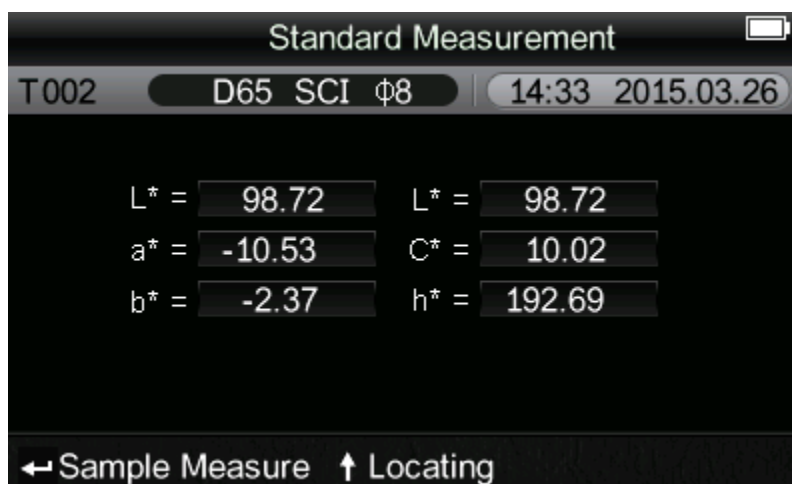 Standard Measurement
T002 D65 SCI Φ8 14:33 2015.03.26
L* = 98.72 L* = 98.72
a* = -10.53 C* = 10.02
b* = -2.37 h* = 192.69
Sample Measure Locating